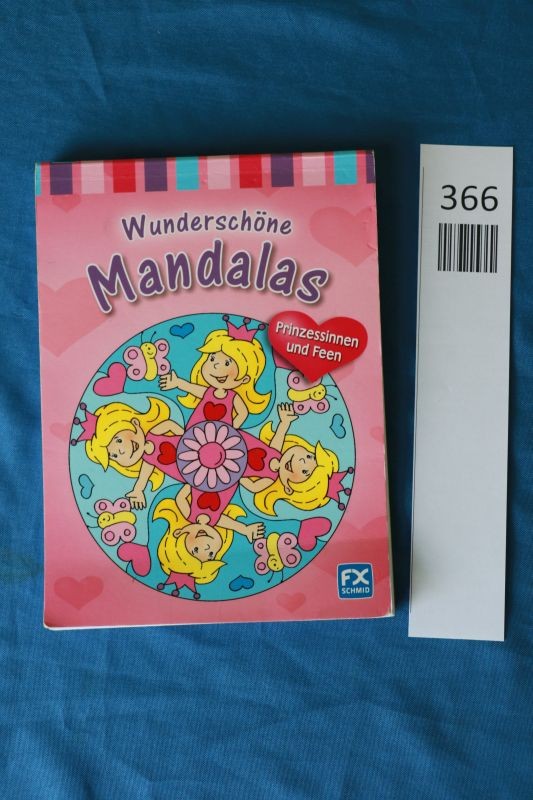 Wunderschöne
Mandalas
Prinzessinnen
und Feen
FX
SCHMID
366